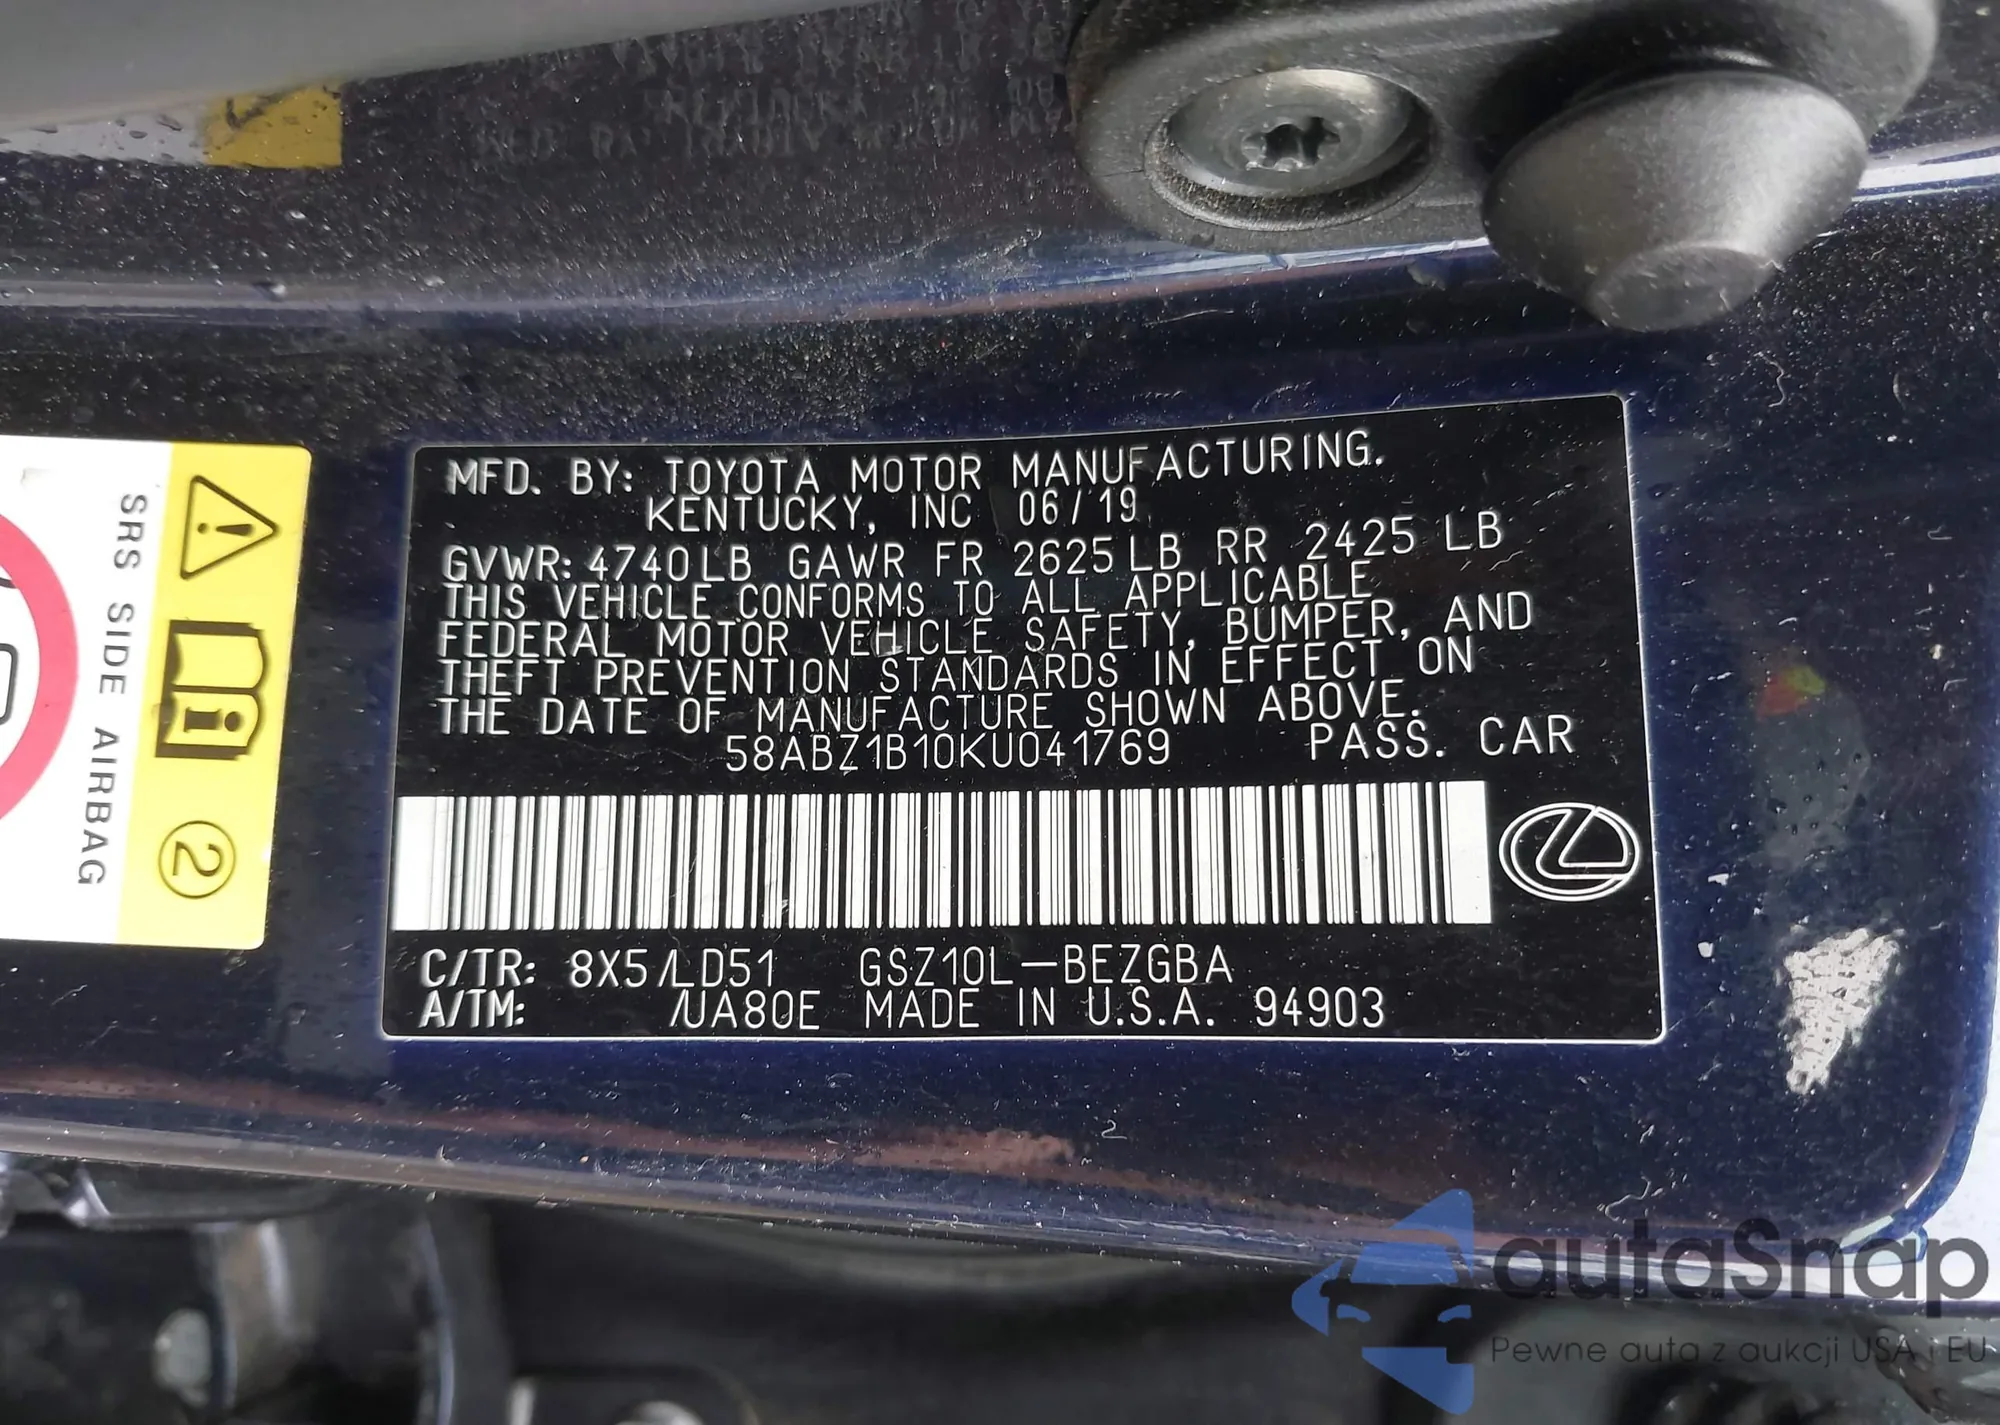 MFD. BY: TOYOTA MOTOR MANUFACTURING.
KENTUCKY, INC 06/19
GVWR: 4740LB GAWR FR 2625LB RR 2425 LB
THIS VEHICLE CONFORMS TO ALL APPLICABLE
FEDERAL MOTOR VEHICLE SAFETY, BUMPER, AND
THEFT PREVENTION STANDARDS IN EFFECT ON
THE DATE OF MANUFACTURE SHOWN ABOVE.
58ABZ1B10KU041769 PASS. CAR
C/TR: 8X5/LD51 GSZ10L-BEZGBA
A/TM: /UA80E MADE IN U.S.A. 94903
SRS SIDE AIRBAG
2
autaSnap
Pewne auta z aukcji USA i EU